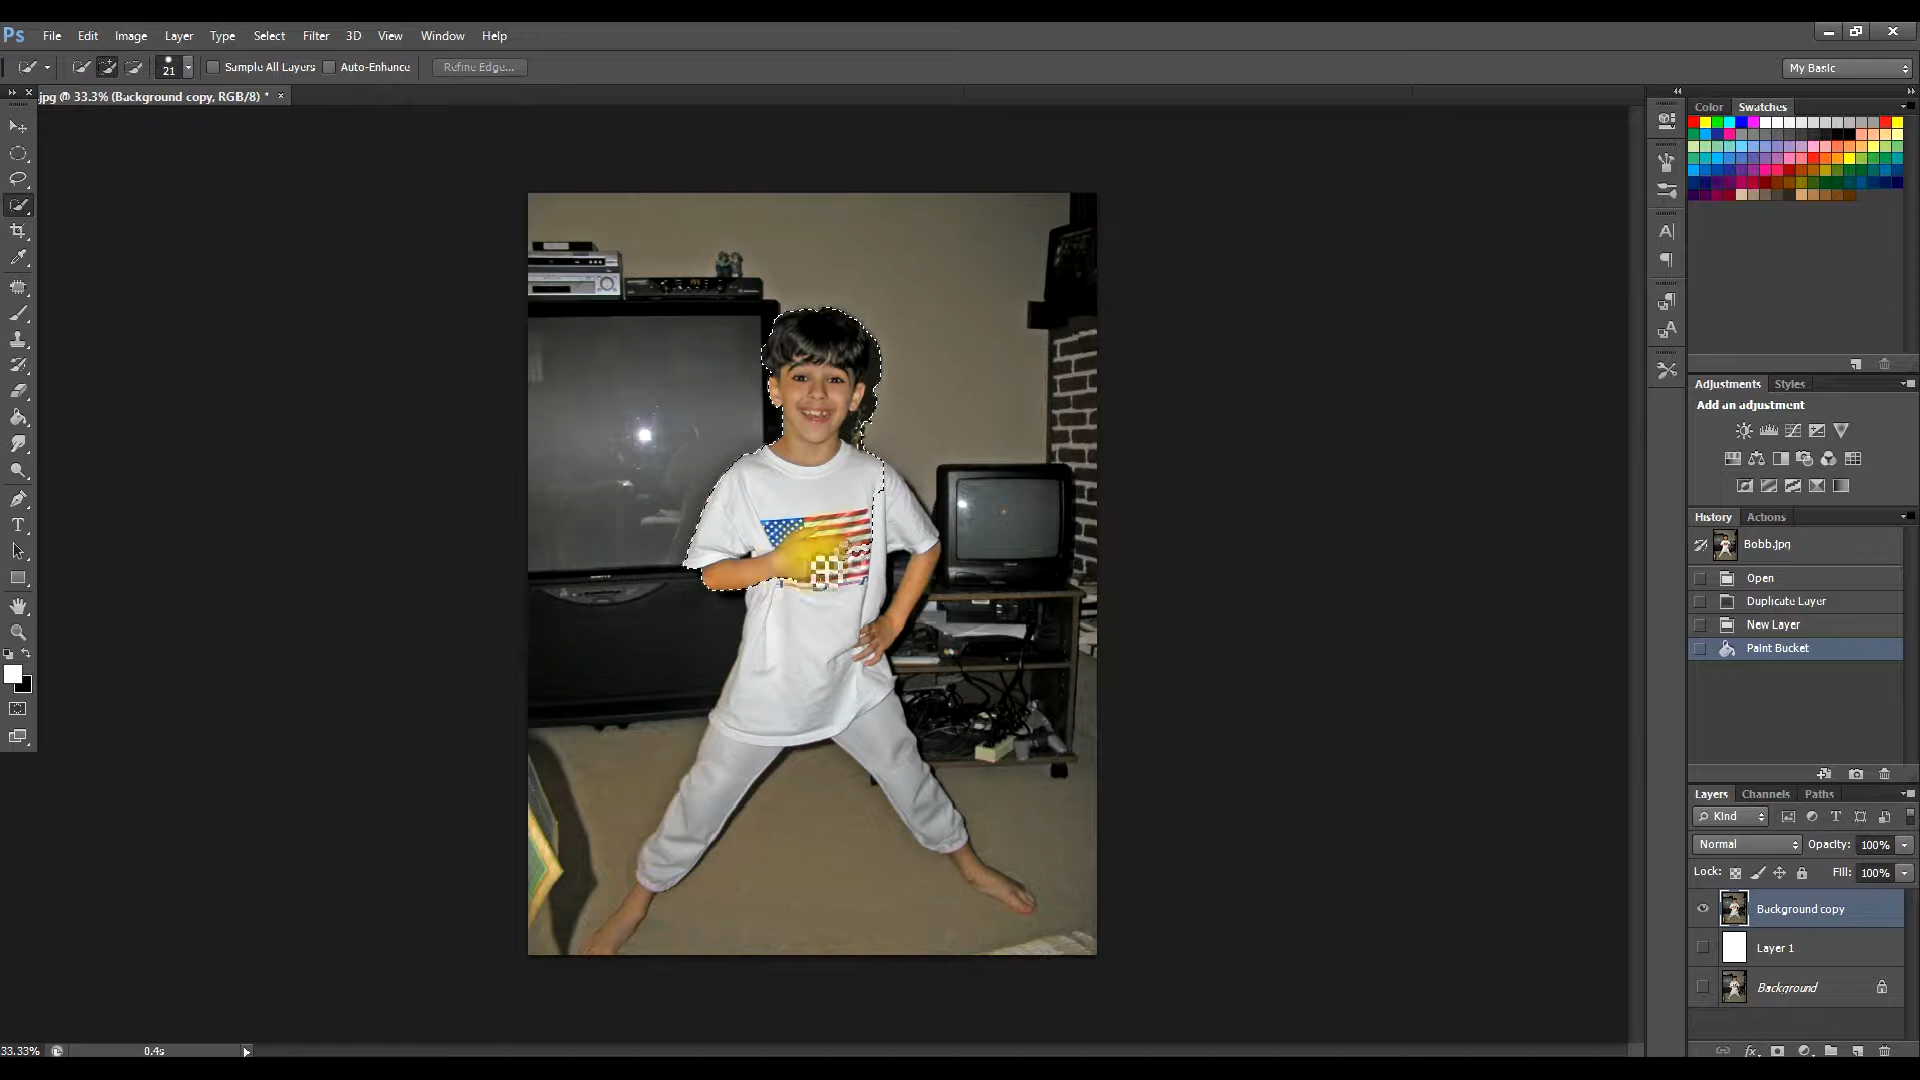 Ps File Edit Image Layer Type Select Filter 3D View Window Help
21 Sample All Layers Auto-Enhance Refine Edge... My Basic
jpg @ 33.3% (Background copy, RGB/8) * ×
Color Swatches
Adjustments Styles
Add an adjustment
History Actions
Bobb.jpg
Open
Duplicate Layer
New Layer
Paint Bucket
Layers Channels Paths
Kind
Normal Opacity: 100%
Lock: Fill: 100%
Background copy
Layer 1
Background
33.33% 0.4s